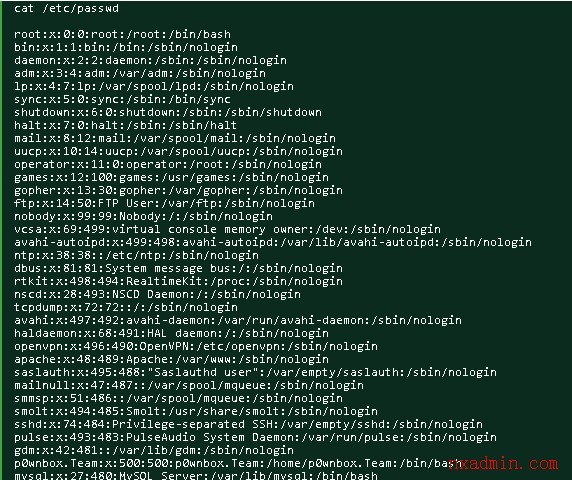 cat /etc/passwd
root:x:0:0:root:/root:/bin/bash
bin:x:1:1:bin:/bin:/sbin/nologin
daemon:x:2:2:daemon:/sbin:/sbin/nologin
adm:x:3:4:adm:/var/adm:/sbin/nologin
lp:x:4:7:lp:/var/spool/lpd:/sbin/nologin
sync:x:5:0:sync:/sbin:/bin/sync
shutdown:x:6:0:shutdown:/sbin:/sbin/shutdown
halt:x:7:0:halt:/sbin:/sbin/halt
mail:x:8:12:mail:/var/spool/mail:/sbin/nologin
uucp:x:10:14:uucp:/var/spool/uucp:/sbin/nologin
operator:x:11:0:operator:/root:/sbin/nologin
games:x:12:100:games:/usr/games:/sbin/nologin
gopher:x:13:30:gopher:/var/gopher:/sbin/nologin
ftp:x:14:50:FTP User:/var/ftp:/sbin/nologin
nobody:x:99:99:Nobody:/:/sbin/nologin
vcsa:x:69:499:virtual console memory owner:/dev:/sbin/nologin
avahi-autoipd:x:499:498:avahi-autoipd:/var/lib/avahi-autoipd:/sbin/nologin
ntp:x:38:38::/etc/ntp:/sbin/nologin
dbus:x:81:81:System message bus:/:/sbin/nologin
rtkit:x:498:494:RealtimeKit:/proc:/sbin/nologin
nscd:x:28:493:NSCD Daemon:/:/sbin/nologin
tcpdump:x:72:72::/:/sbin/nologin
avahi:x:497:492:avahi-daemon:/var/run/avahi-daemon:/sbin/nologin
haldaemon:x:68:491:HAL daemon:/:/sbin/nologin
openvpn:x:496:490:OpenVPN:/etc/openvpn:/sbin/nologin
apache:x:48:489:Apache:/var/www:/sbin/nologin
saslauth:x:495:488:"Saslauthd user":/var/empty/saslauth:/sbin/nologin
mailnull:x:47:487::/var/spool/mqueue:/sbin/nologin
smmsp:x:51:486::/var/spool/mqueue:/sbin/nologin
smolt:x:494:485:Smolt:/usr/share/smolt:/sbin/nologin
sshd:x:74:484:Privilege-separated SSH:/var/empty/sshd:/sbin/nologin
pulse:x:493:483:PulseAudio System Daemon:/var/run/pulse:/sbin/nologin
gdm:x:42:481::/var/lib/gdm:/sbin/nologin
p0wnbox.Team:x:500:500:p0wnbox.Team:/home/p0wnbox.Team:/bin/bash
mysql:x:27:480:MySQL Server:/var/lib/mysql:/bin/bash
nxadmin.com